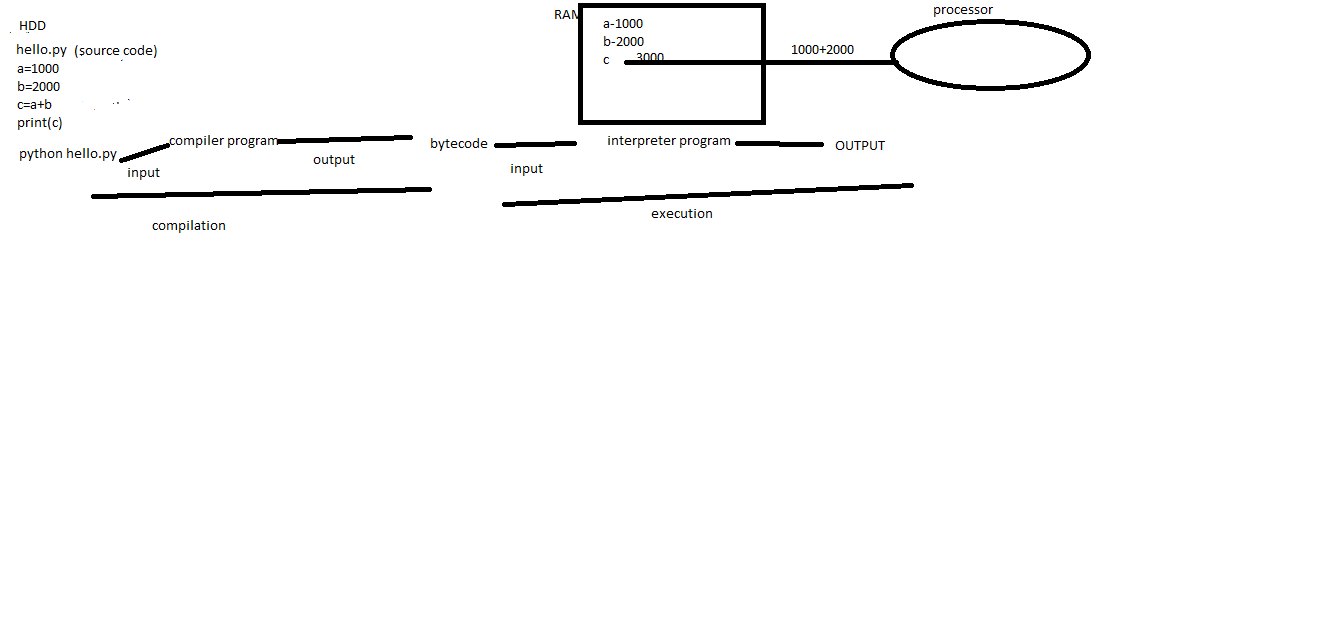 HDD
hello.py (source code)
a=1000
b=2000
c=a+b
print(c)
python hello.py
input
compiler program
output
compilation
bytecode
input
RAM
a-1000
b-2000
c 3000
1000+2000
processor
interpreter program
OUTPUT
execution